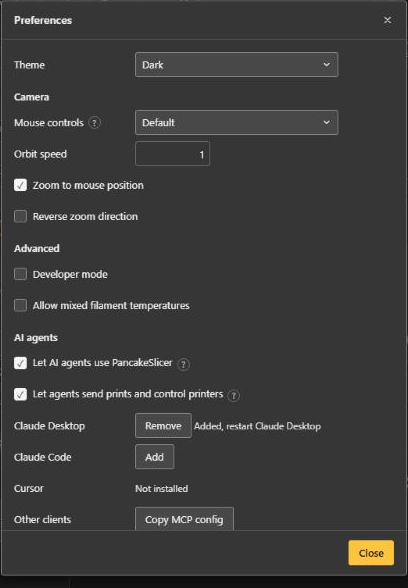 Preferences
Theme Dark
Camera
Mouse controls ? Default
Orbit speed 1
Zoom to mouse position
Reverse zoom direction
Advanced
Developer mode
Allow mixed filament temperatures
AI agents
Let AI agents use PancakeSlicer ?
Let agents send prints and control printers ?
Claude Desktop Remove Added, restart Claude Desktop
Claude Code Add
Cursor Not installed
Other clients Copy MCP config
Close